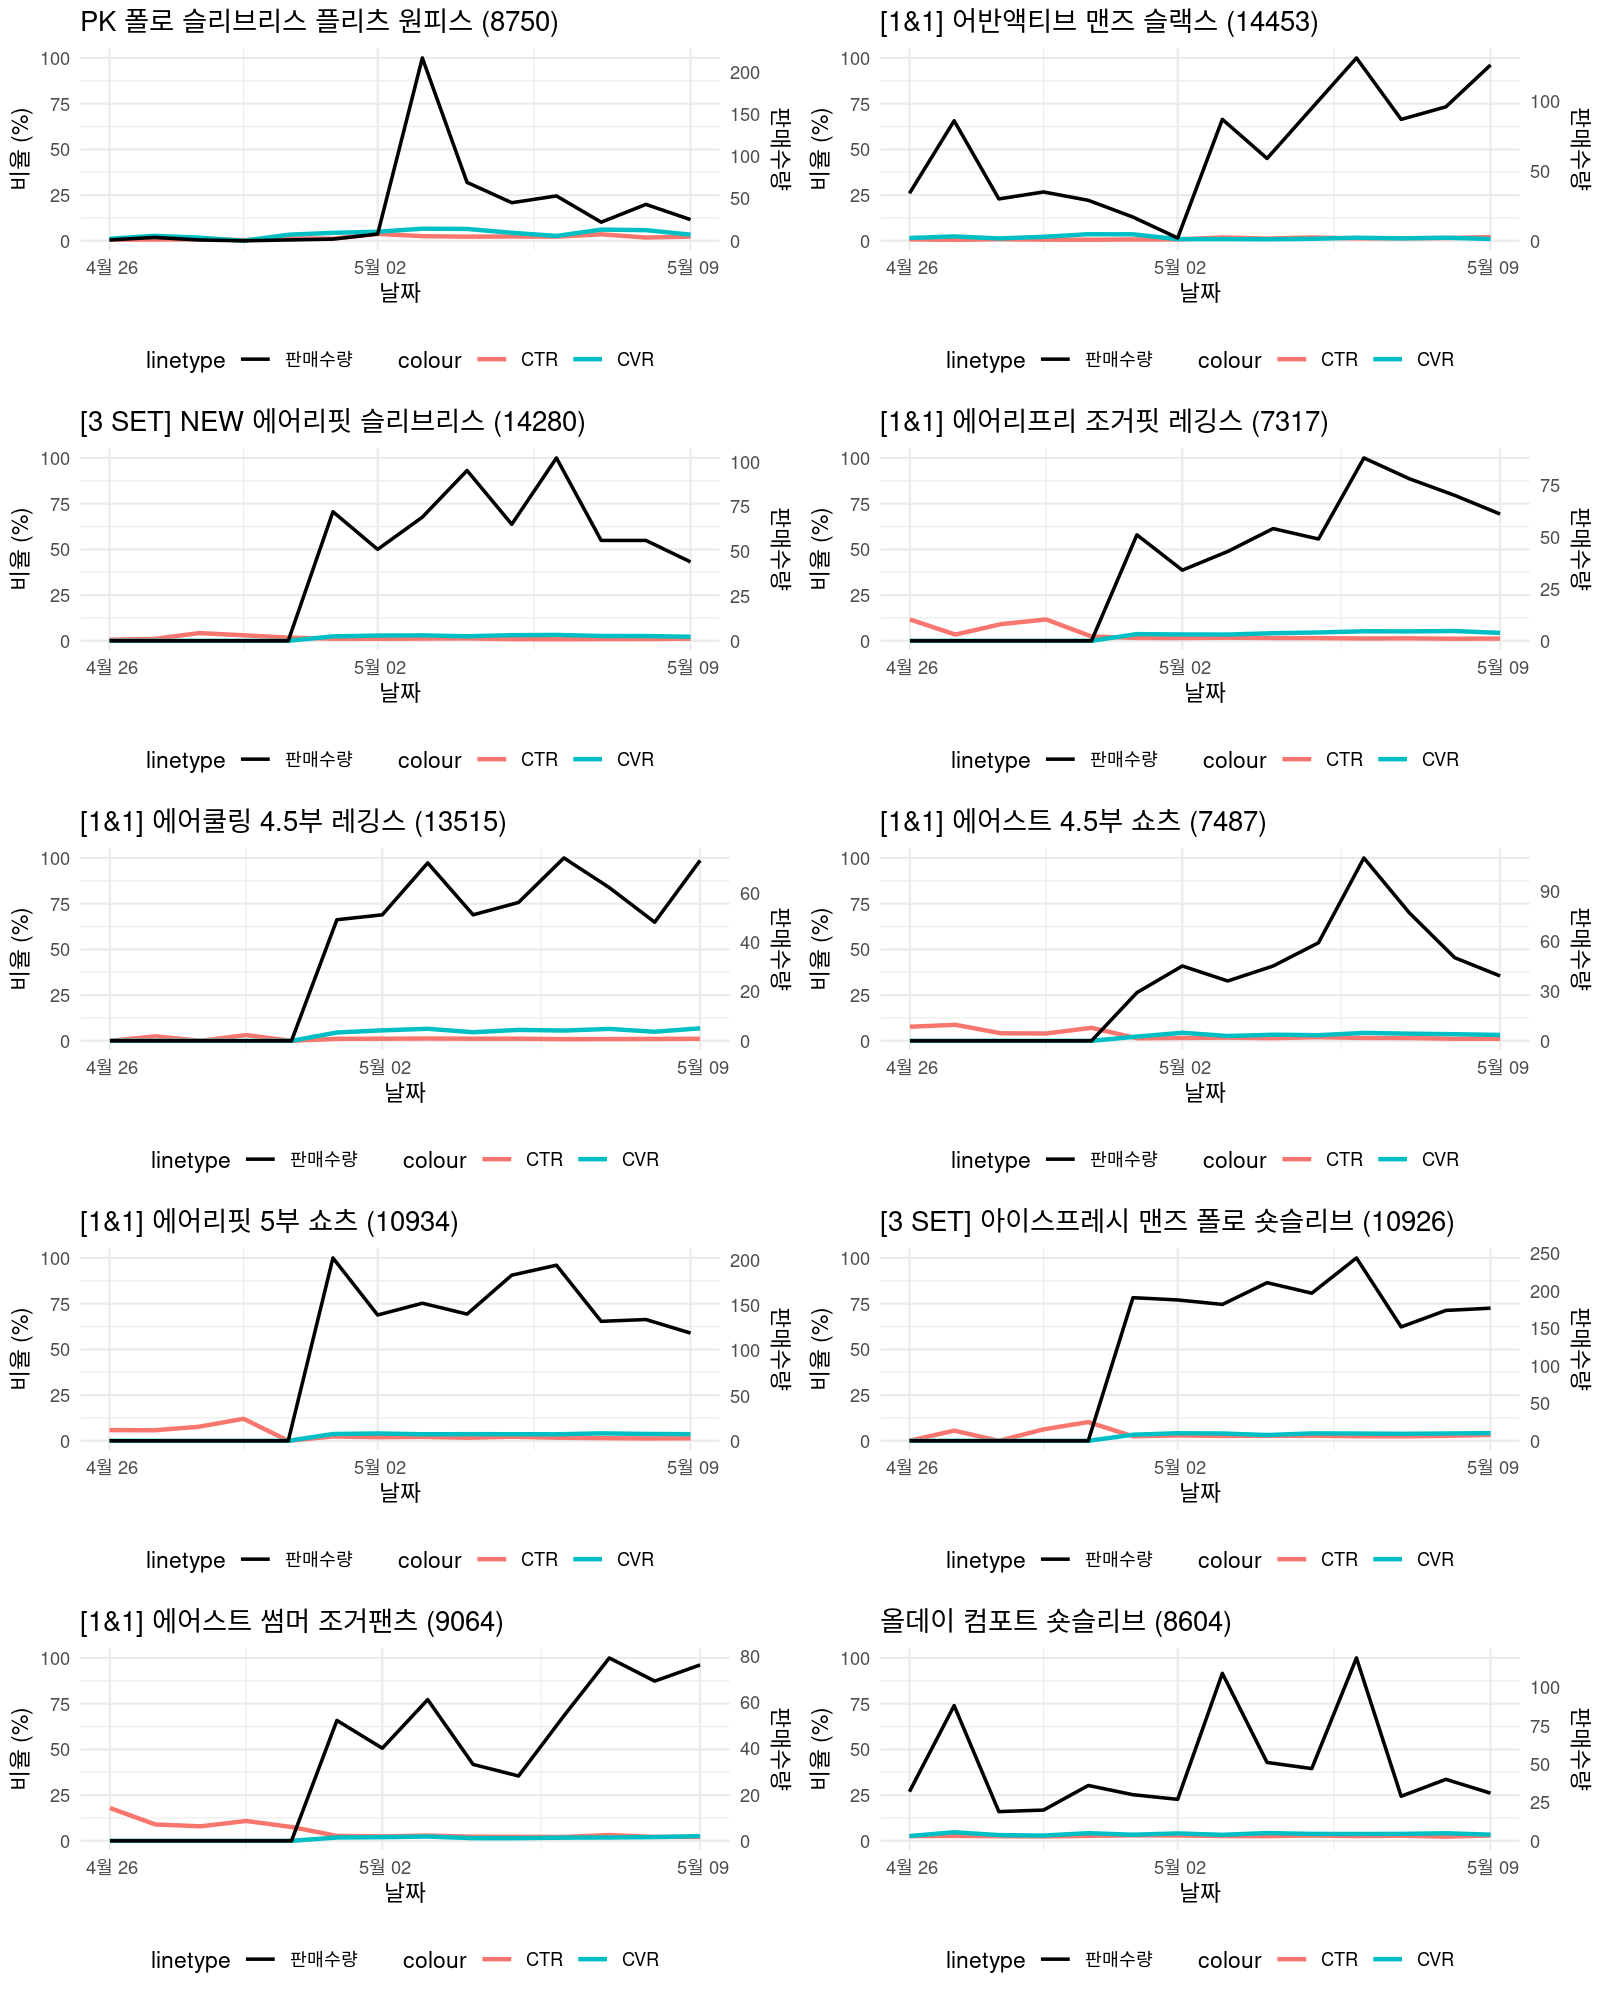 PK 폴로 슬리브리스 플리츠 원피스 (8750)
비율 (%)
100
75
50
25
0
200
150
100
50
0
판매수량
4월 26
5월 02
5월 09
날짜
linetype 판매수량 colour CTR CVR
[1&1] 어반액티브 맨즈 슬랙스 (14453)
비율 (%)
100
75
50
25
0
100
50
0
판매수량
4월 26
5월 02
5월 09
날짜
linetype 판매수량 colour CTR CVR
[3 SET] NEW 에어리핏 슬리브리스 (14280)
비율 (%)
100
75
50
25
0
100
75
50
25
0
판매수량
4월 26
5월 02
5월 09
날짜
linetype 판매수량 colour CTR CVR
[1&1] 에어리프리 조거핏 레깅스 (7317)
비율 (%)
100
75
50
25
0
75
50
25
0
판매수량
4월 26
5월 02
5월 09
날짜
linetype 판매수량 colour CTR CVR
[1&1] 에어쿨링 4.5부 레깅스 (13515)
비율 (%)
100
75
50
25
0
60
40
20
0
판매수량
4월 26
5월 02
5월 09
날짜
linetype 판매수량 colour CTR CVR
[1&1] 에어스트 4.5부 쇼츠 (7487)
비율 (%)
100
75
50
25
0
90
60
30
0
판매수량
4월 26
5월 02
5월 09
날짜
linetype 판매수량 colour CTR CVR
[1&1] 에어리핏 5부 쇼츠 (10934)
비율 (%)
100
75
50
25
0
200
150
100
50
0
판매수량
4월 26
5월 02
5월 09
날짜
linetype 판매수량 colour CTR CVR
[3 SET] 아이스프레시 맨즈 폴로 숏슬리브 (10926)
비율 (%)
100
75
50
25
0
250
200
150
100
50
0
판매수량
4월 26
5월 02
5월 09
날짜
linetype 판매수량 colour CTR CVR
[1&1] 에어스트 썸머 조거팬츠 (9064)
비율 (%)
100
75
50
25
0
80
60
40
20
0
판매수량
4월 26
5월 02
5월 09
날짜
linetype 판매수량 colour CTR CVR
올데이 컴포트 숏슬리브 (8604)
비율 (%)
100
75
50
25
0
100
75
50
25
0
판매수량
4월 26
5월 02
5월 09
날짜
linetype 판매수량 colour CTR CVR